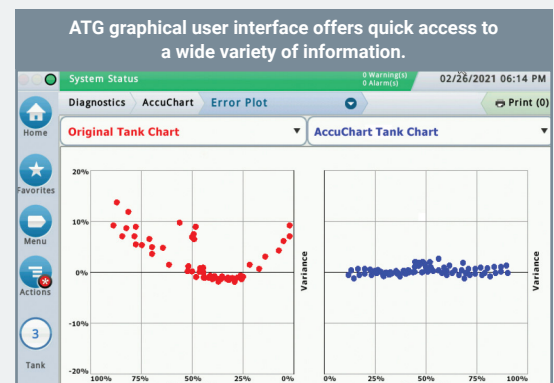 ATG graphical user interface offers quick access to
a wide variety of information.
System Status
0 Warning(s)
0 Alarm(s)
02/26/2021 06:14 PM
Diagnostics AccuChart Error Plot
Print (0)
Home
Original Tank Chart
AccuChart Tank Chart
Favorites
Menu
Actions
3
Tank
20%
10%
0%
-10%
-20%
Variance
100% 75% 50% 25% 0%
Variance
0% 25% 50% 75% 100%